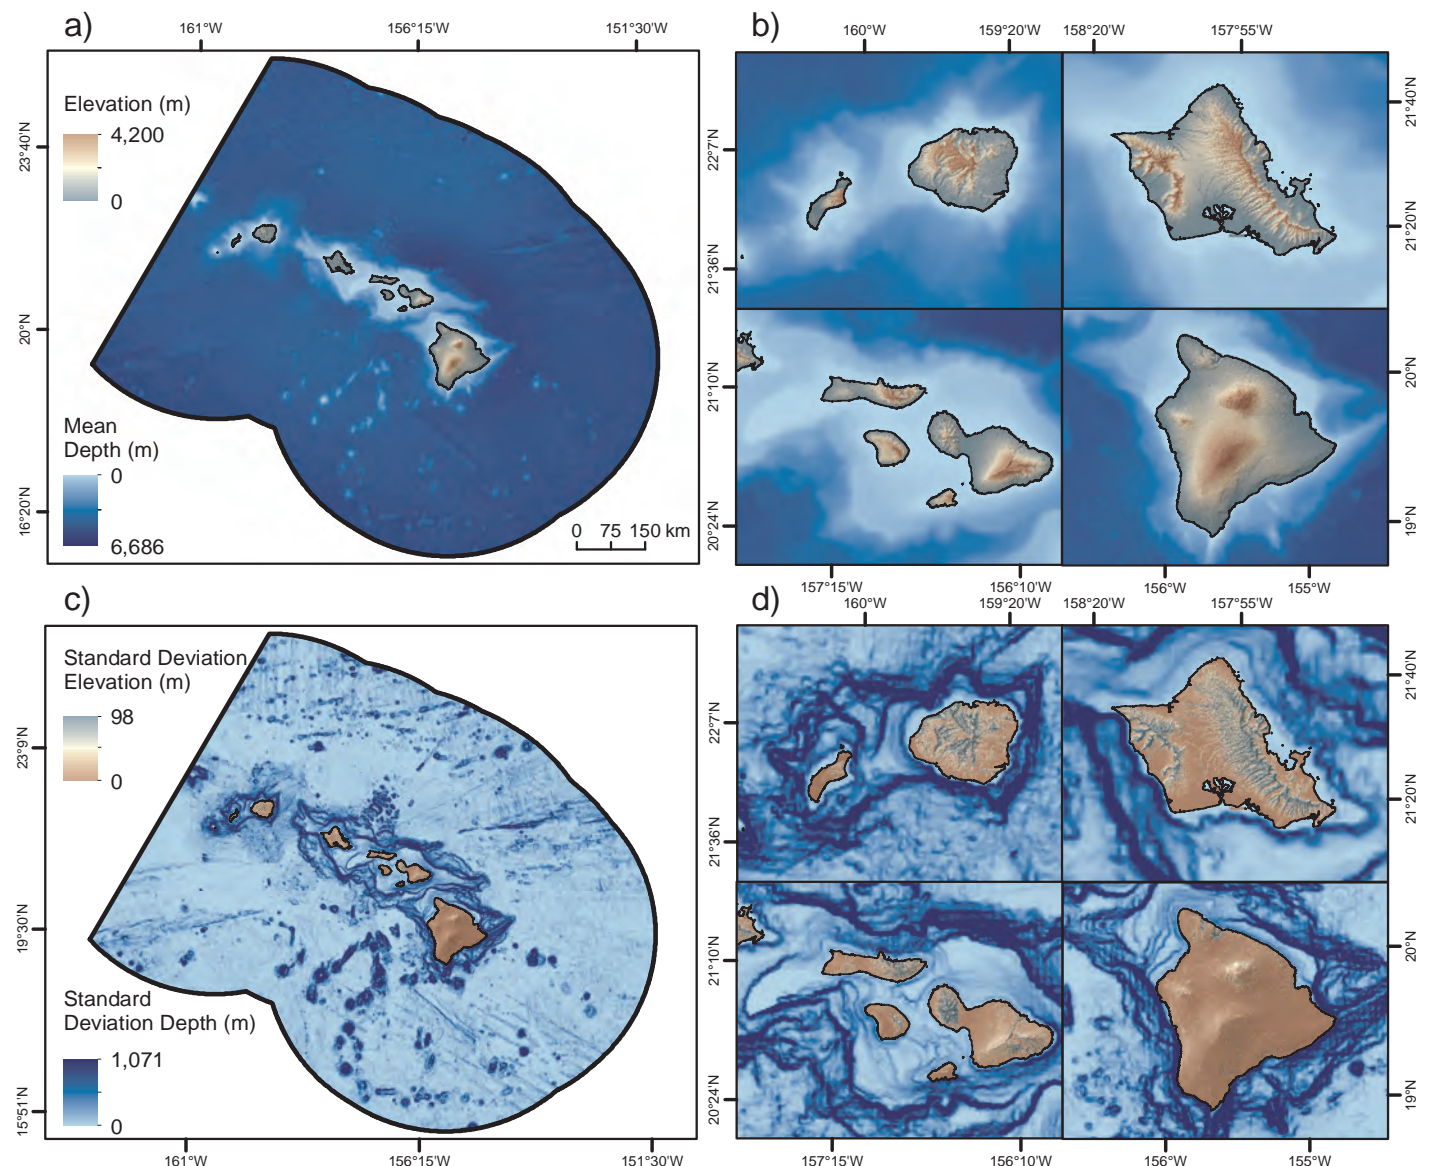 a)
161°W
156°15'W
151°30'W
Elevation (m)
4,200
0
23°40'N
20°N
16°20'N
Mean
Depth (m)
0
6,686
0 75 150 km
b)
160°W
159°20'W
158°20'W
157°55'W
22°7'N
21°36'N
21°40'N
21°20'N
21°10'N
20°24'N
20°N
19°N
157°15'W
156°10'W
156°W
155°W
c)
Standard Deviation
Elevation (m)
98
0
23°9'N
19°30'N
15°51'N
Standard
Deviation Depth (m)
1,071
0
161°W
156°15'W
151°30'W
d)
160°W
159°20'W
158°20'W
157°55'W
22°7'N
21°36'N
21°40'N
21°20'N
21°10'N
20°24'N
20°N
19°N
157°15'W
156°10'W
156°W
155°W